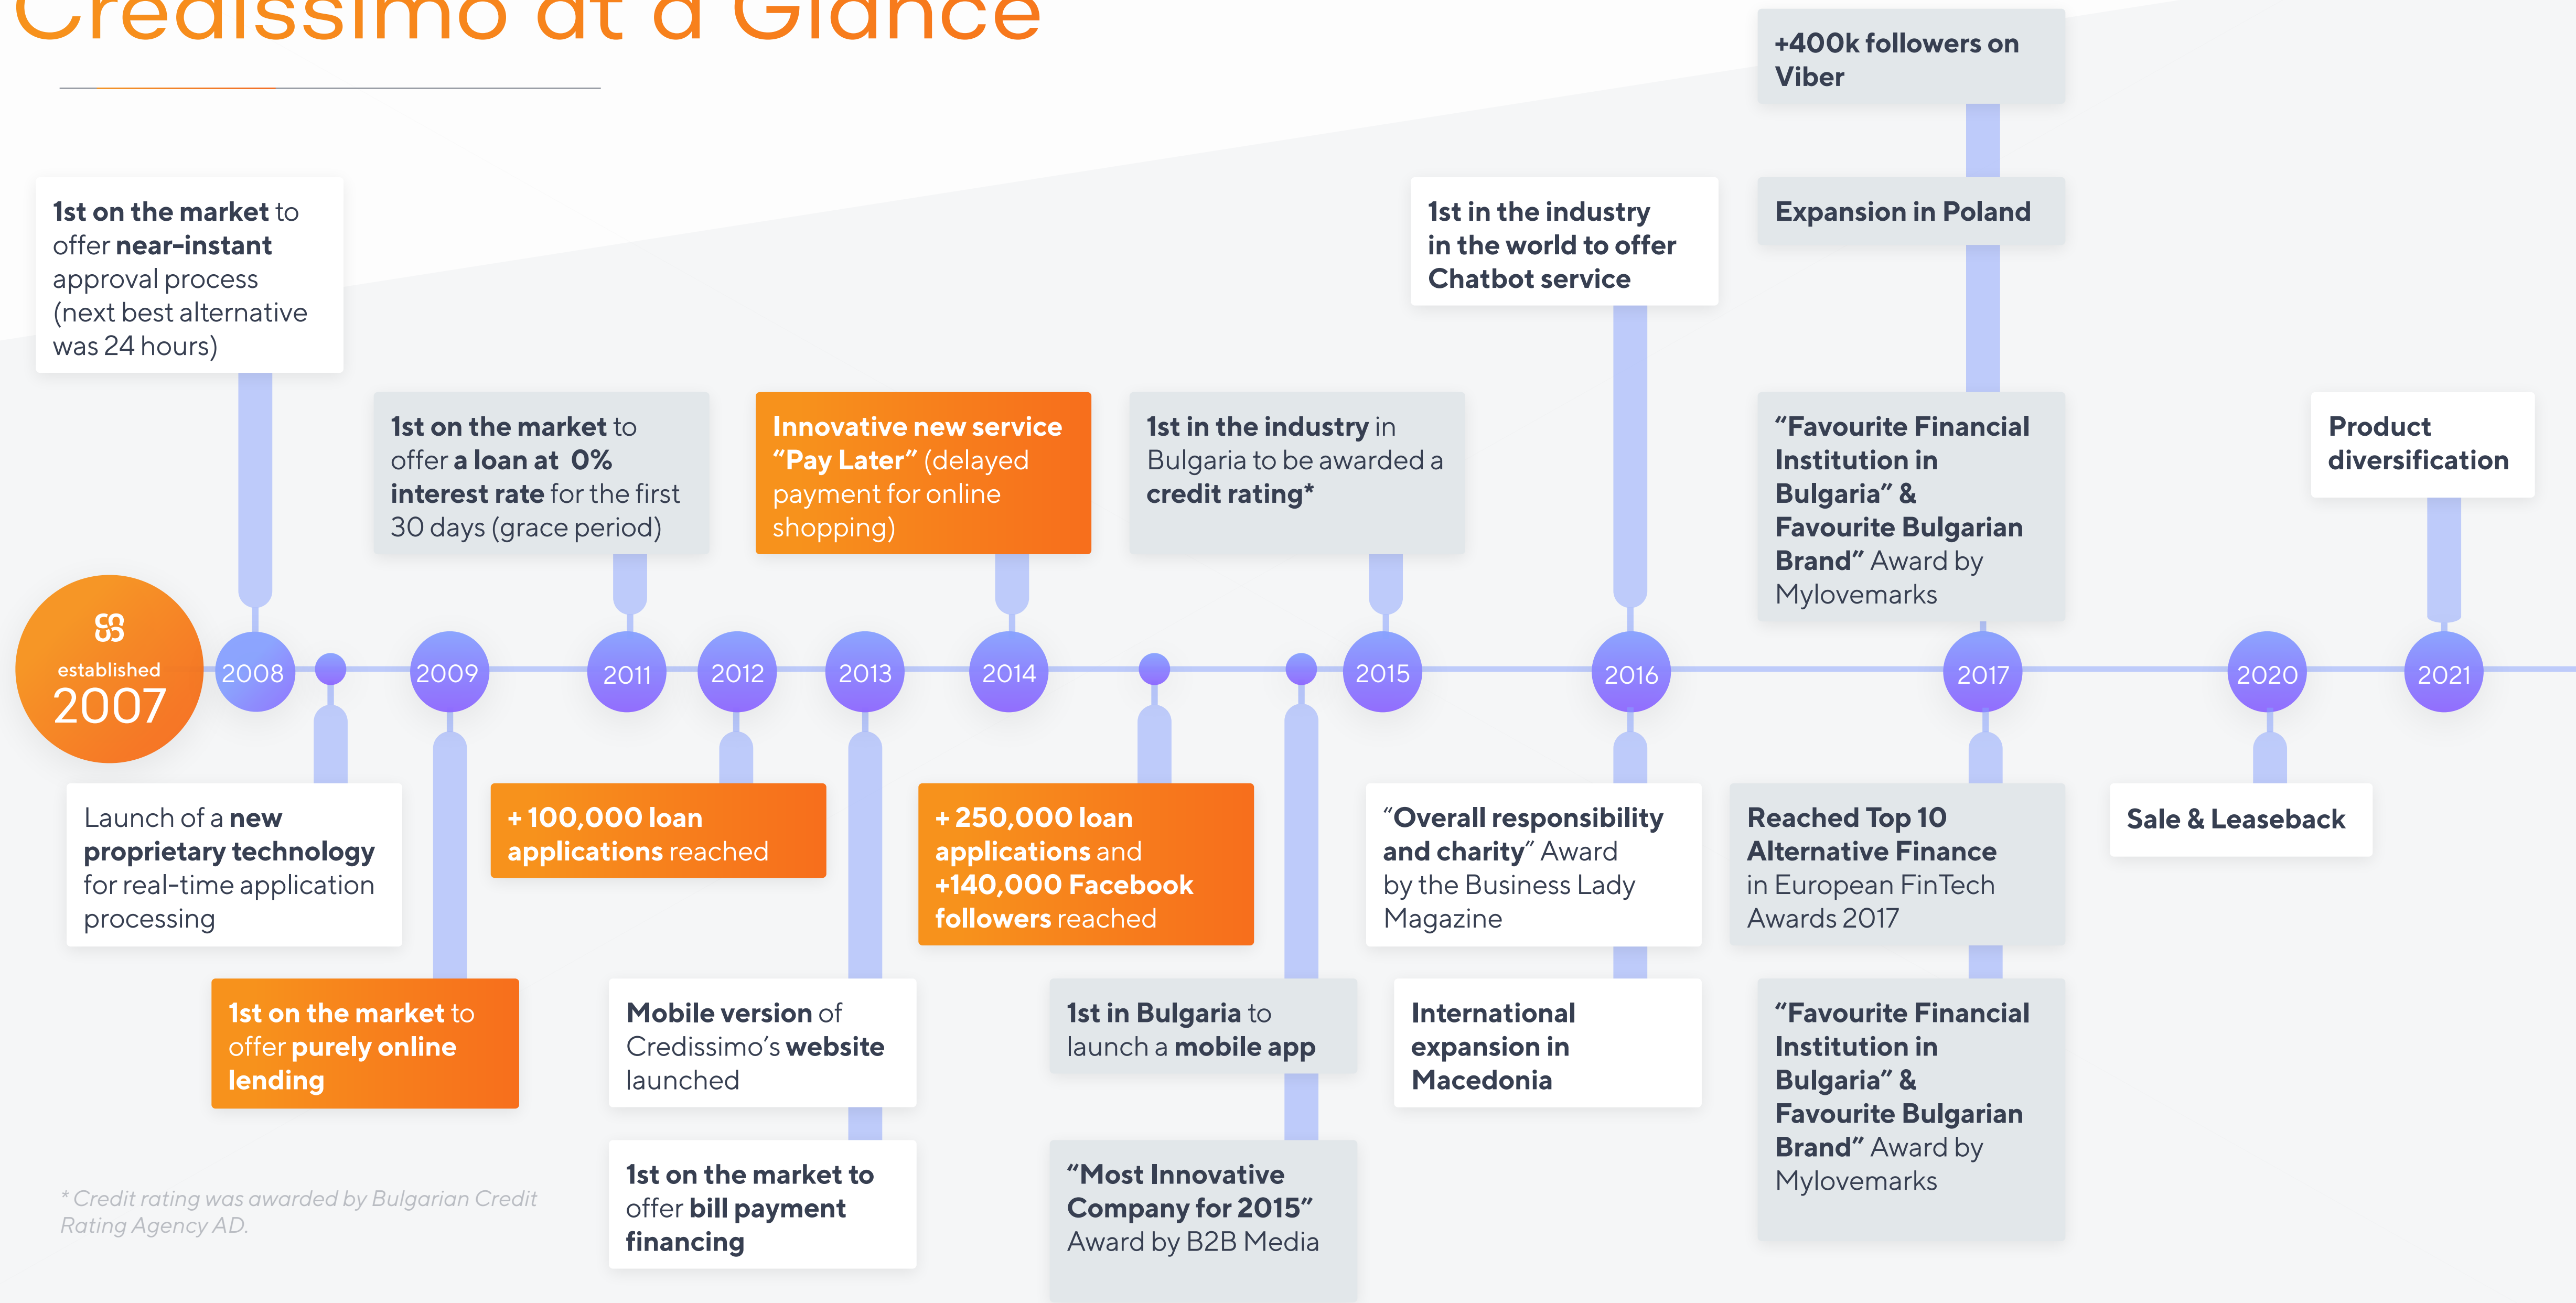 Credissimo at a Glance
+400k followers on
Viber
1st on the market to
offer near-instant
approval process
(next best alternative
was 24 hours)
1st in the industry
in the world to offer
Chatbot service
Expansion in Poland
1st on the market to
offer a loan at 0%
interest rate for the first
30 days (grace period)
Innovative new service
“Pay Later” (delayed
payment for online
shopping)
1st in the industry in
Bulgaria to be awarded a
credit rating*
“Favourite Financial
Institution in
Bulgaria” &
Favourite Bulgarian
Brand” Award by
Mylovemarks
Product
diversification
established
2007
2008
2009
2011
2012
2013
2014
2015
2016
2017
2020
2021
Launch of a new
proprietary technology
for real-time application
processing
+ 100,000 loan
applications reached
+ 250,000 loan
applications and
+140,000 Facebook
followers reached
“Overall responsibility
and charity” Award
by the Business Lady
Magazine
Reached Top 10
Alternative Finance
in European FinTech
Awards 2017
Sale & Leaseback
1st on the market to
offer purely online
lending
Mobile version of
Credissimo’s website
launched
1st in Bulgaria to
launch a mobile app
International
expansion in
Macedonia
“Favourite Financial
Institution in
Bulgaria” &
Favourite Bulgarian
Brand” Award by
Mylovemarks
1st on the market to
offer bill payment
financing
“Most Innovative
Company for 2015”
Award by B2B Media
* Credit rating was awarded by Bulgarian Credit
Rating Agency AD.